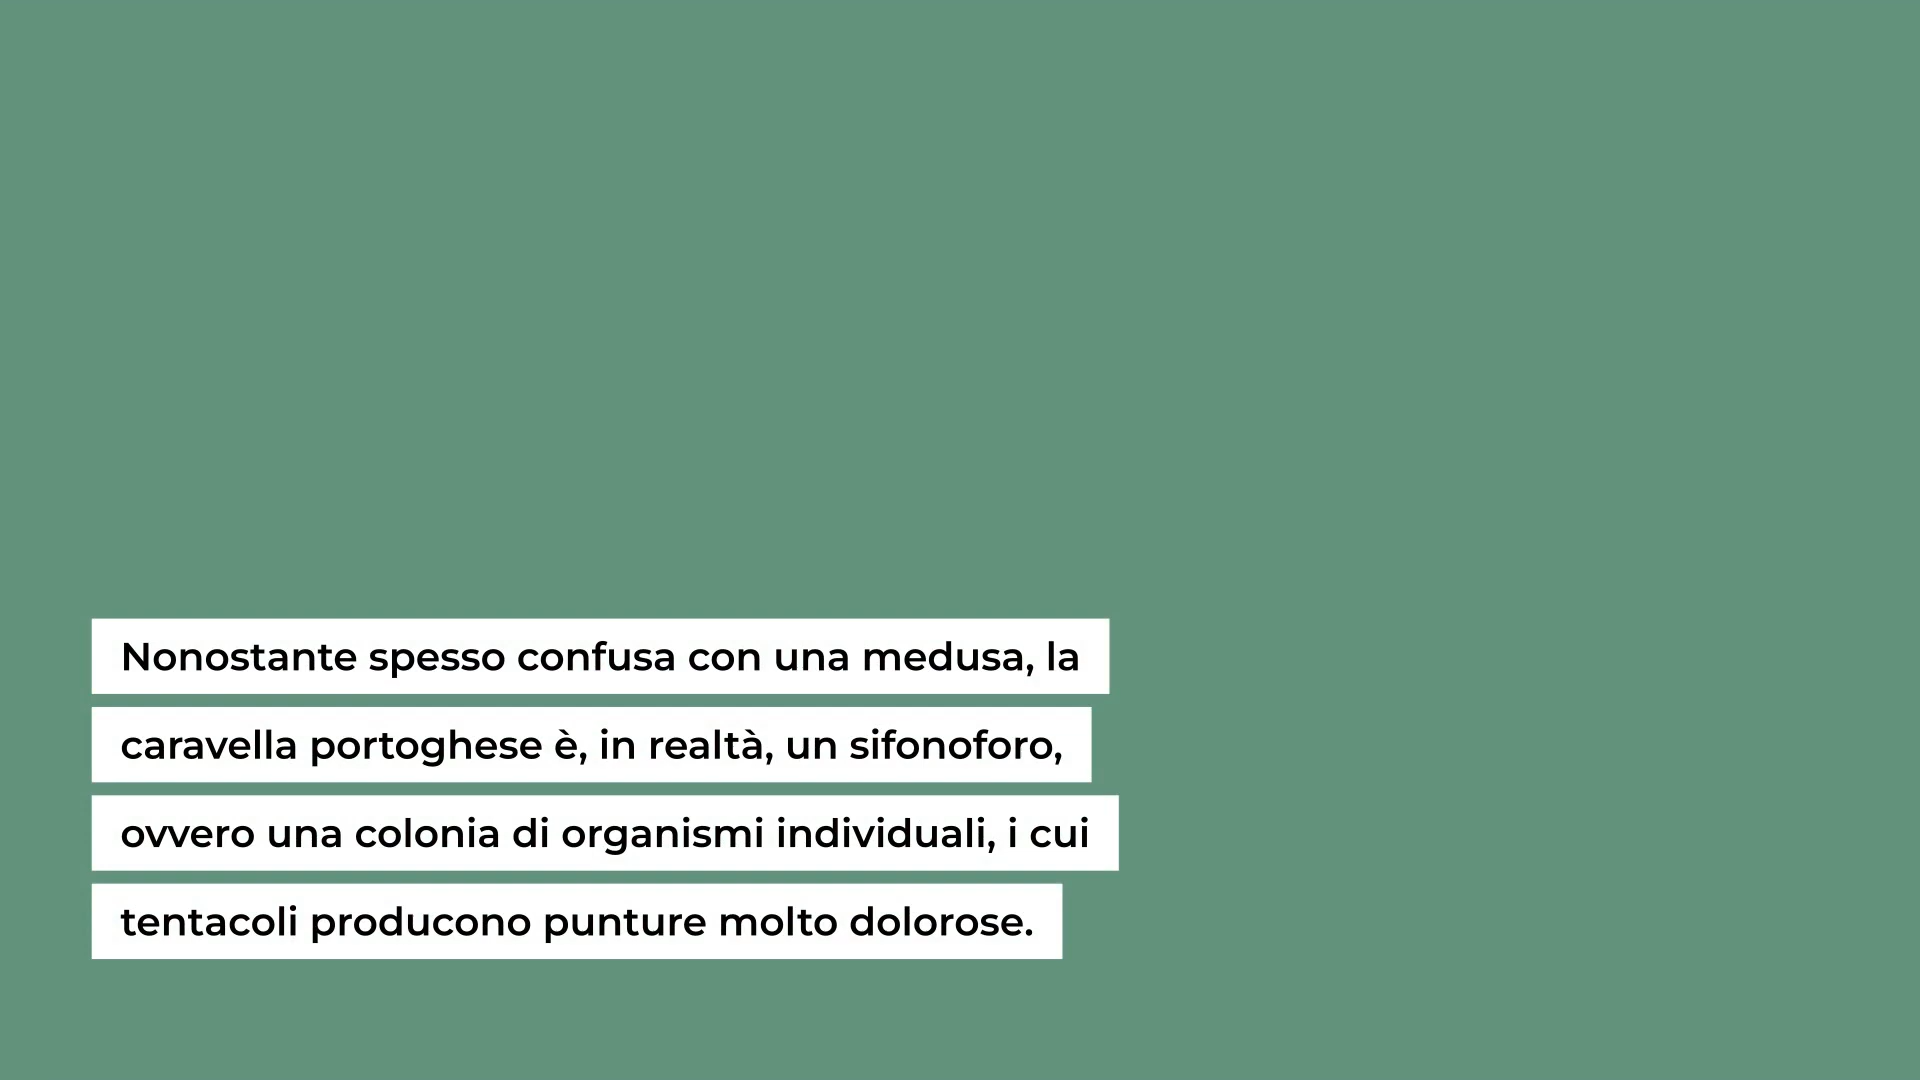 Nonostante spesso confusa con una medusa, la
caravella portoghese è, in realtà, un sifonoforo,
ovvero una colonia di organismi individuali, i cui
tentacoli producono punture molto dolorose.